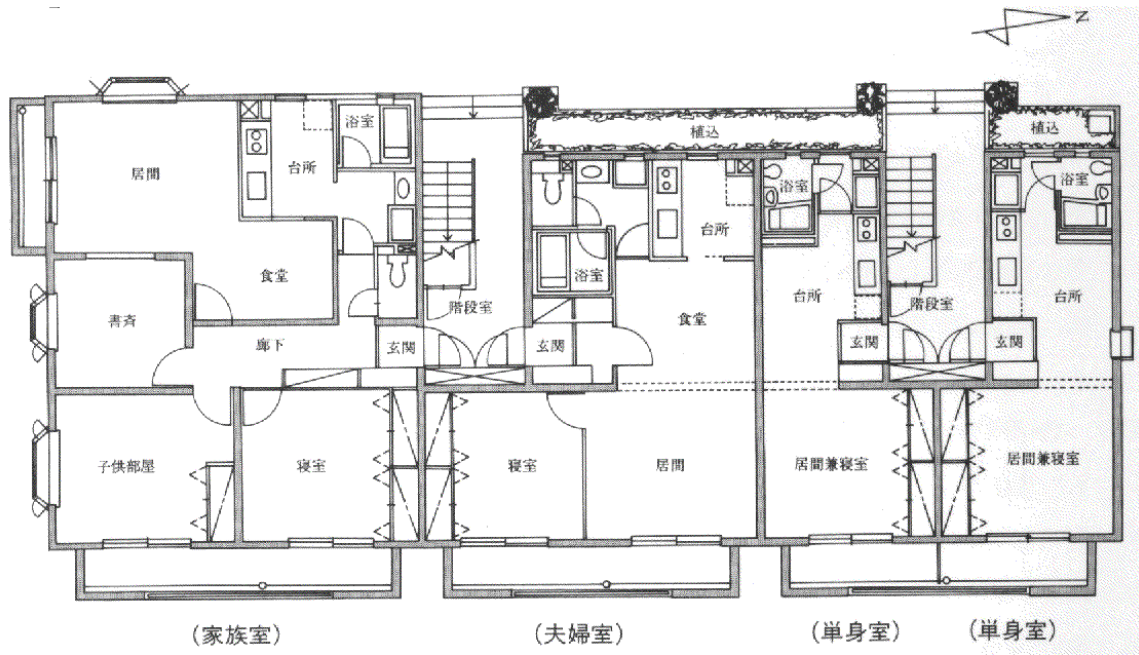 N
浴室
植込
植込
台所
居間
浴室
浴室
台所
食堂
浴室
階段室
食堂
台所
階段室
台所
書斉
廊下
玄関
玄関
玄関
玄関
子供部屋
寝室
寝室
居間
居間兼寝室
居間兼寝室
(家族室)
(夫婦室)
(単身室)
(単身室)